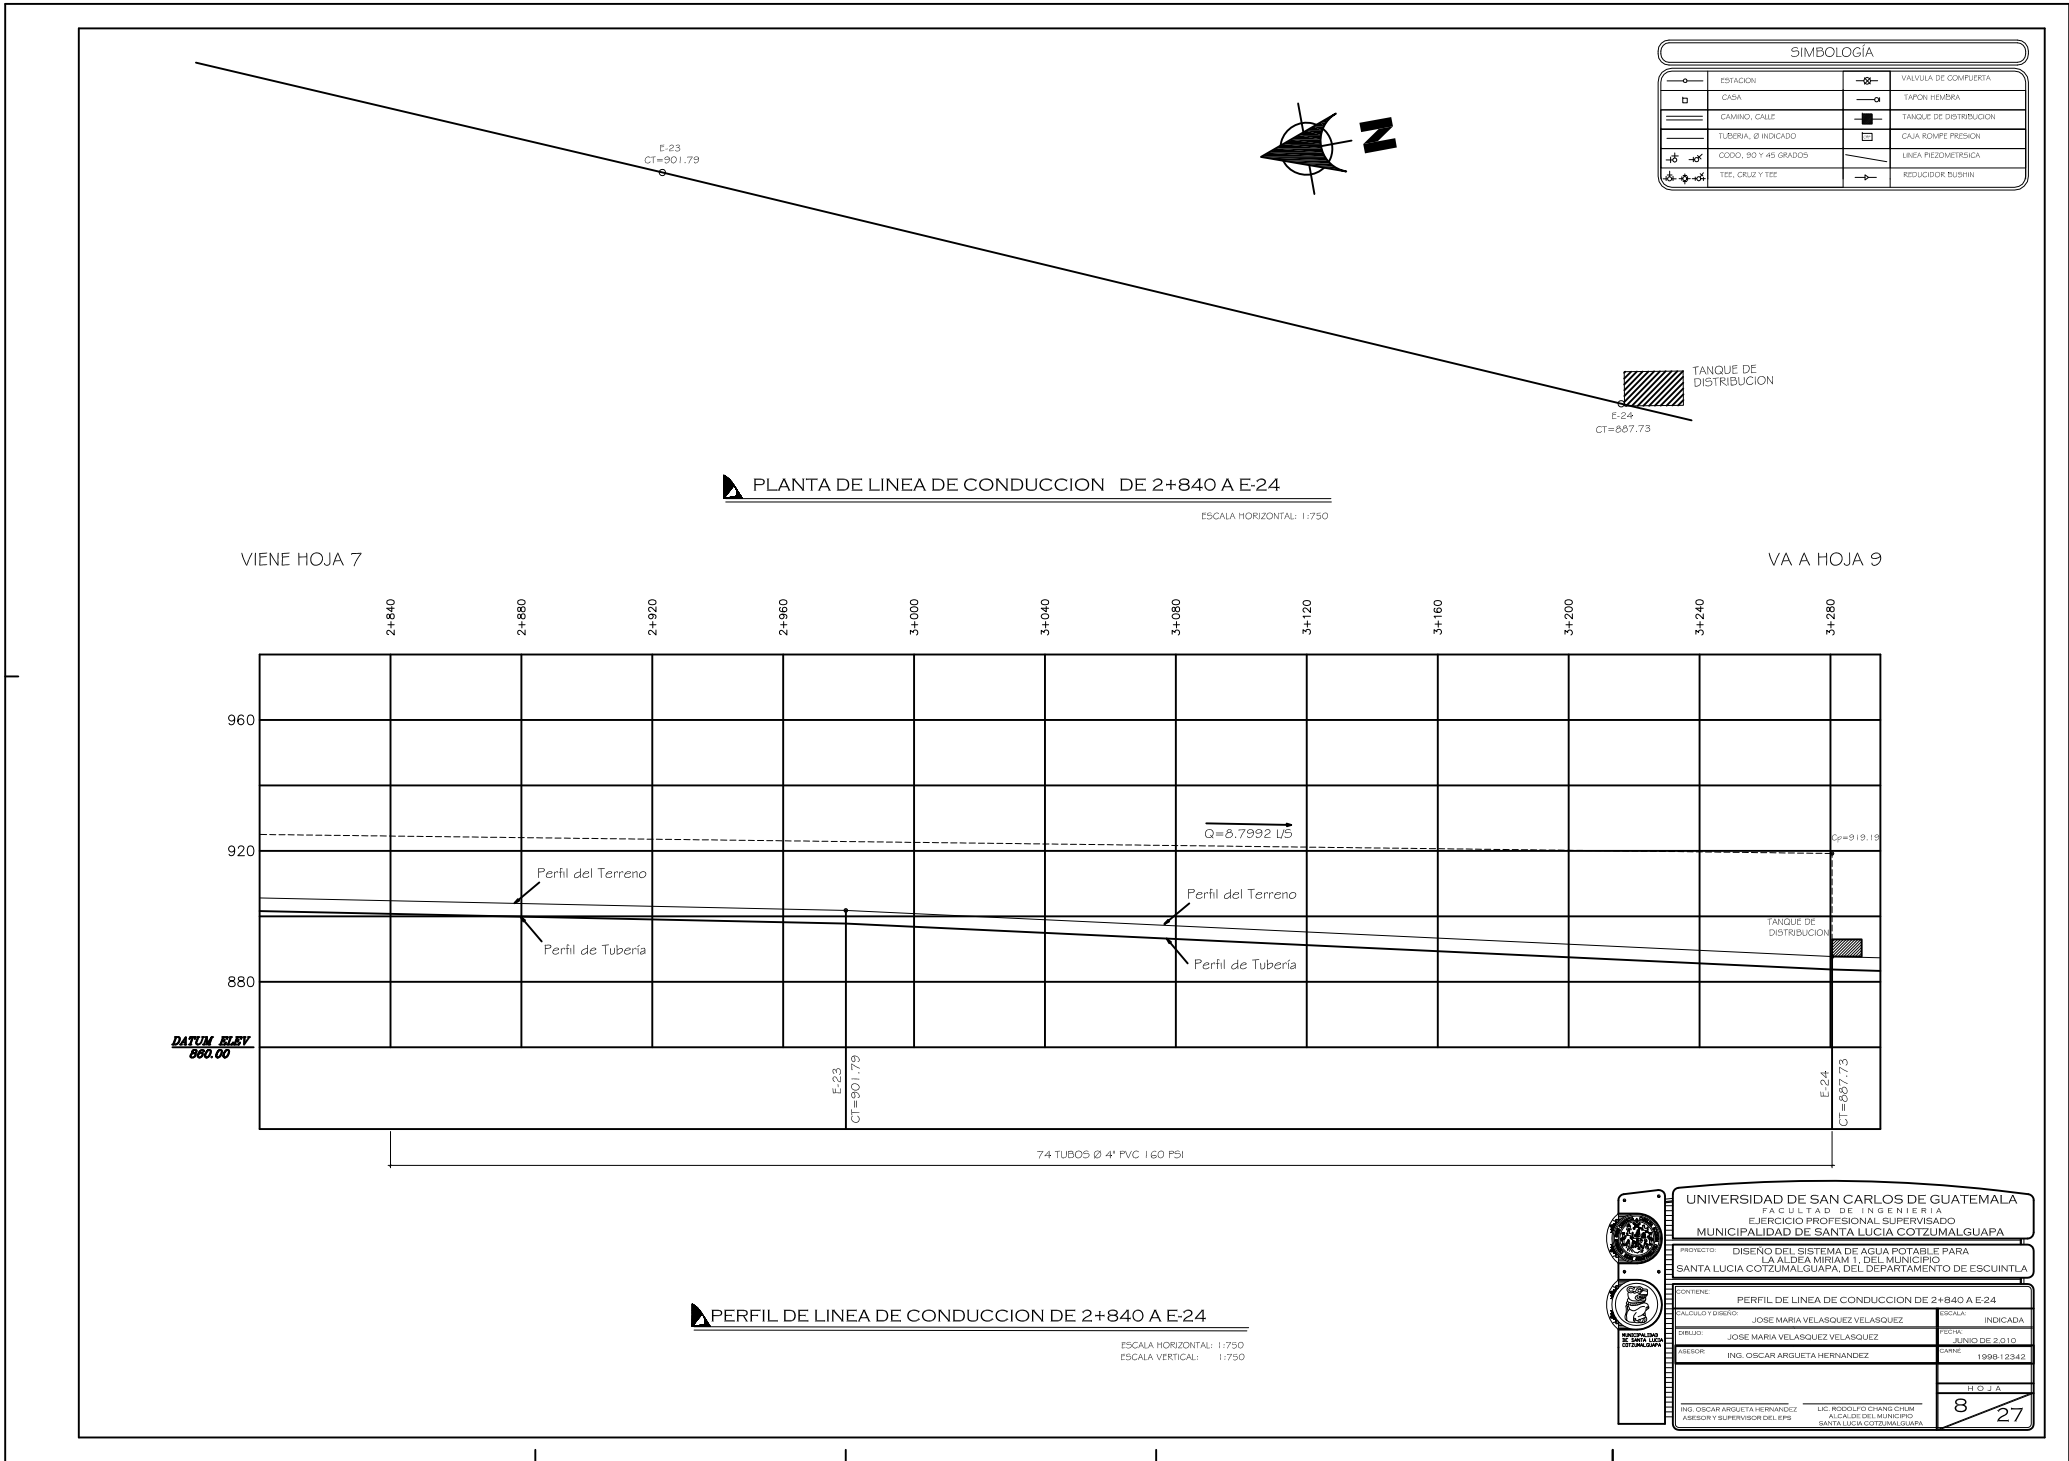 SIMBOLOGÍA
ESTACION
VALVULA DE COMPUERTA
CASA
TAPON HEMBRA
CAMINO, CALLE
TANQUE DE DISTRIBUCION
TUBERIA, Ø INDICADO
CAJA ROMPE PRESION
CODO, 90 Y 45 GRADOS
LINEA PIEZOMETRSICA
TEE, CRUZ Y TEE
REDUCIDOR BUSHIN
N
E-23
CT=901.79
TANQUE DE
DISTRIBUCION
E-24
CT=887.73
PLANTA DE LINEA DE CONDUCCION DE 2+840 A E-24
ESCALA HORIZONTAL: 1:750
VIENE HOJA 7
VA A HOJA 9
2+840
2+880
2+920
2+960
3+000
3+040
3+080
3+120
3+160
3+200
3+240
3+280
960
920
880
DATUM ELEV
860.00
Q=8.7992 L/S
Cp=919.19
Perfil del Terreno
Perfil de Tubería
Perfil del Terreno
Perfil de Tubería
TANQUE DE
DISTRIBUCION
E-23
CT=901.79
E-24
CT=887.73
74 TUBOS Ø 4" PVC 160 PSI
PERFIL DE LINEA DE CONDUCCION DE 2+840 A E-24
ESCALA HORIZONTAL: 1:750
ESCALA VERTICAL: 1:750
UNIVERSIDAD DE SAN CARLOS DE GUATEMALA
FACULTAD DE INGENIERIA
EJERCICIO PROFESIONAL SUPERVISADO
MUNICIPALIDAD DE SANTA LUCIA COTZUMALGUAPA
PROYECTO: DISEÑO DEL SISTEMA DE AGUA POTABLE PARA
LA ALDEA MIRIAM 1, DEL MUNICIPIO
SANTA LUCIA COTZUMALGUAPA, DEL DEPARTAMENTO DE ESCUINTLA
CONTIENE:
PERFIL DE LINEA DE CONDUCCION DE 2+840 A E-24
CALCULO Y DISEÑO:
JOSE MARIA VELASQUEZ VELASQUEZ
ESCALA:
INDICADA
DIBUJO:
JOSE MARIA VELASQUEZ VELASQUEZ
FECHA:
JUNIO DE 2,010
ASESOR:
ING. OSCAR ARGUETA HERNANDEZ
CARNÉ
1998-12342
MUNICIPALIDAD
DE SANTA LUCIA
COTZUMALGUAPA
HOJA
8
27
ING. OSCAR ARGUETA HERNANDEZ
ASESOR Y SUPERVISOR DEL EPS
LIC. RODOLFO CHANG CHUM
ALCALDE DEL MUNICIPIO
SANTA LUCIA COTZUMALGUAPA